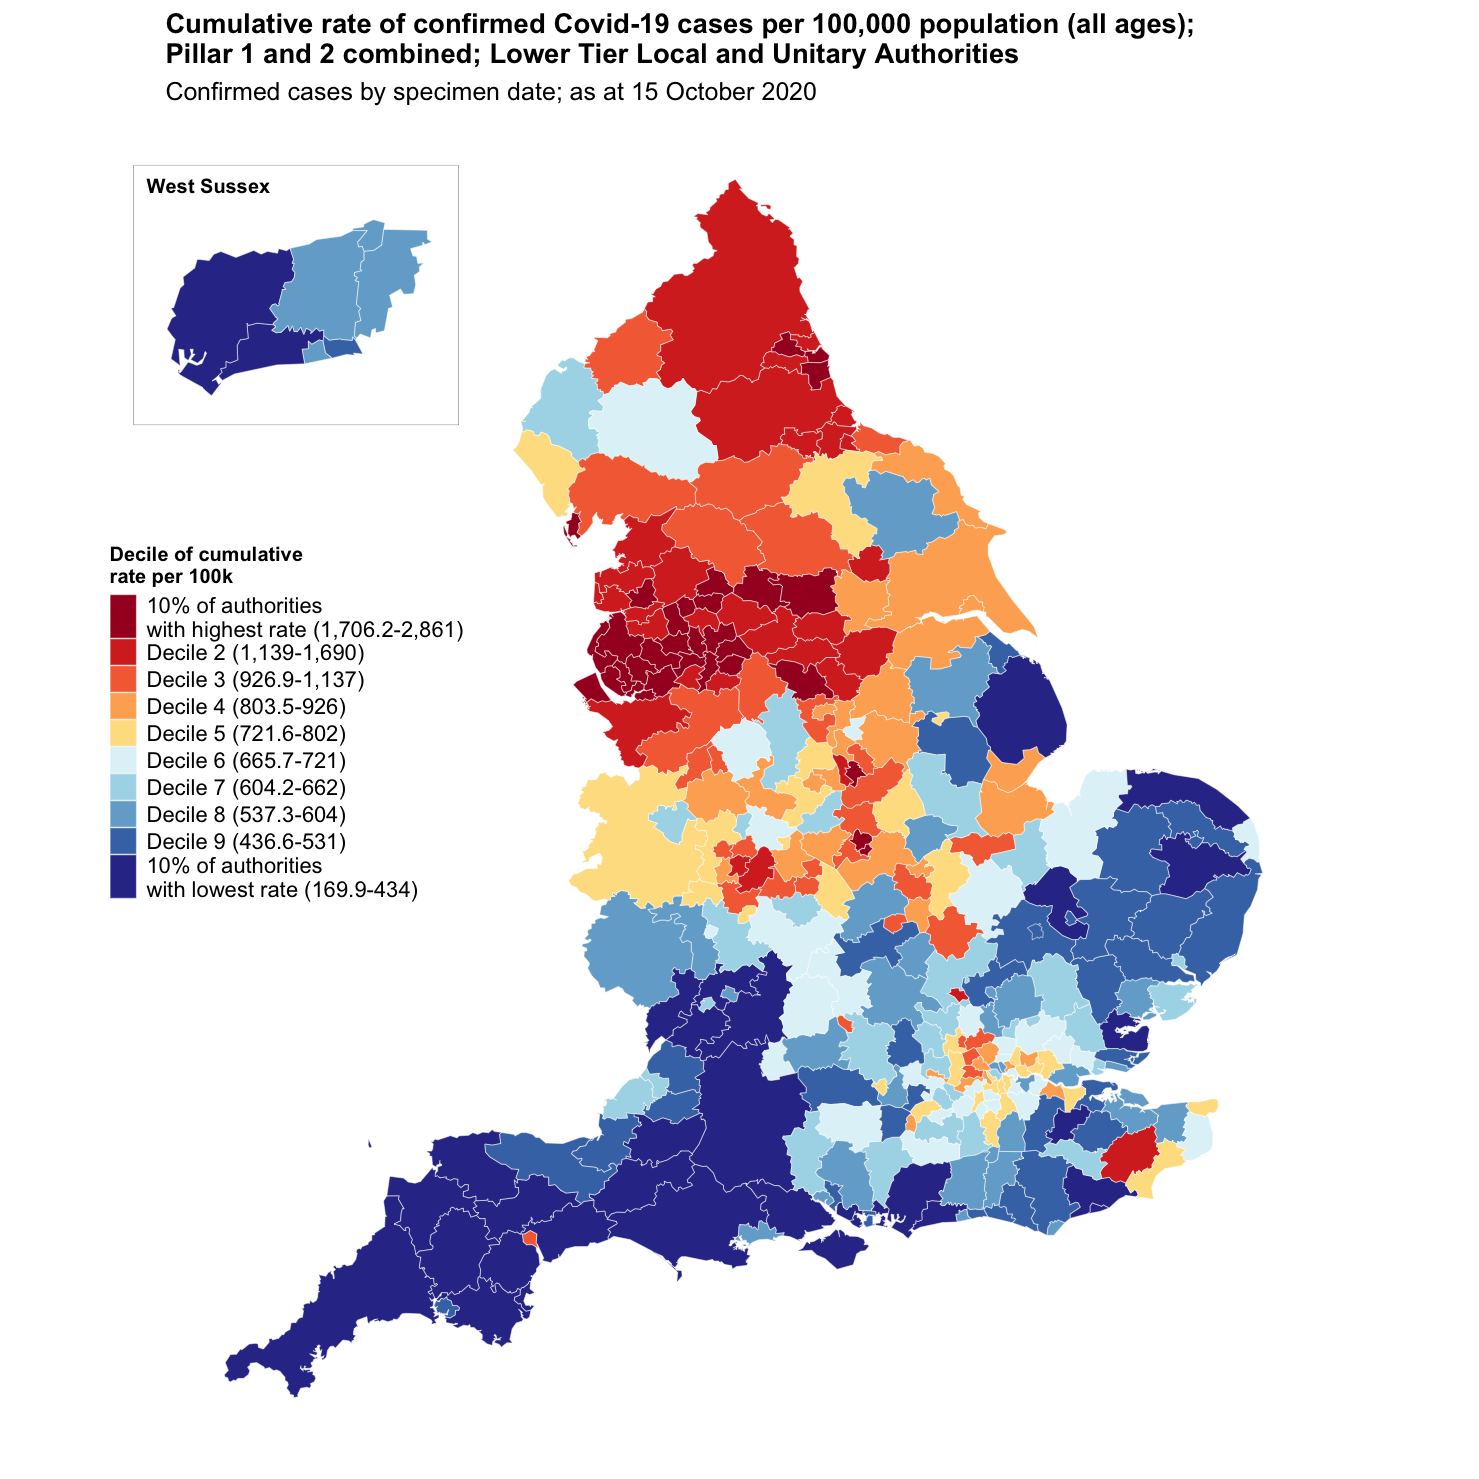 Cumulative rate of confirmed Covid-19 cases per 100,000 population (all ages);
Pillar 1 and 2 combined; Lower Tier Local and Unitary Authorities
Confirmed cases by specimen date; as at 15 October 2020
West Sussex
Decile of cumulative
rate per 100k
10% of authorities
with highest rate (1,706.2-2,861)
Decile 2 (1,139-1,690)
Decile 3 (926.9-1,137)
Decile 4 (803.5-926)
Decile 5 (721.6-802)
Decile 6 (665.7-721)
Decile 7 (604.2-662)
Decile 8 (537.3-604)
Decile 9 (436.6-531)
10% of authorities
with lowest rate (169.9-434)